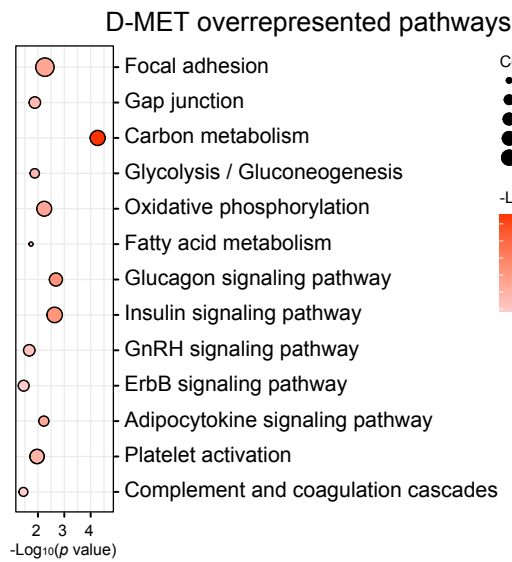 D-MET overrepresented pathways
Focal adhesion
Gap junction
Carbon metabolism
Glycolysis / Gluconeogenesis
Oxidative phosphorylation
Fatty acid metabolism
Glucagon signaling pathway
Insulin signaling pathway
GnRH signaling pathway
ErbB signaling pathway
Adipocytokine signaling pathway
Platelet activation
Complement and coagulation cascades
2 3 4
-Log₁₀(p value)